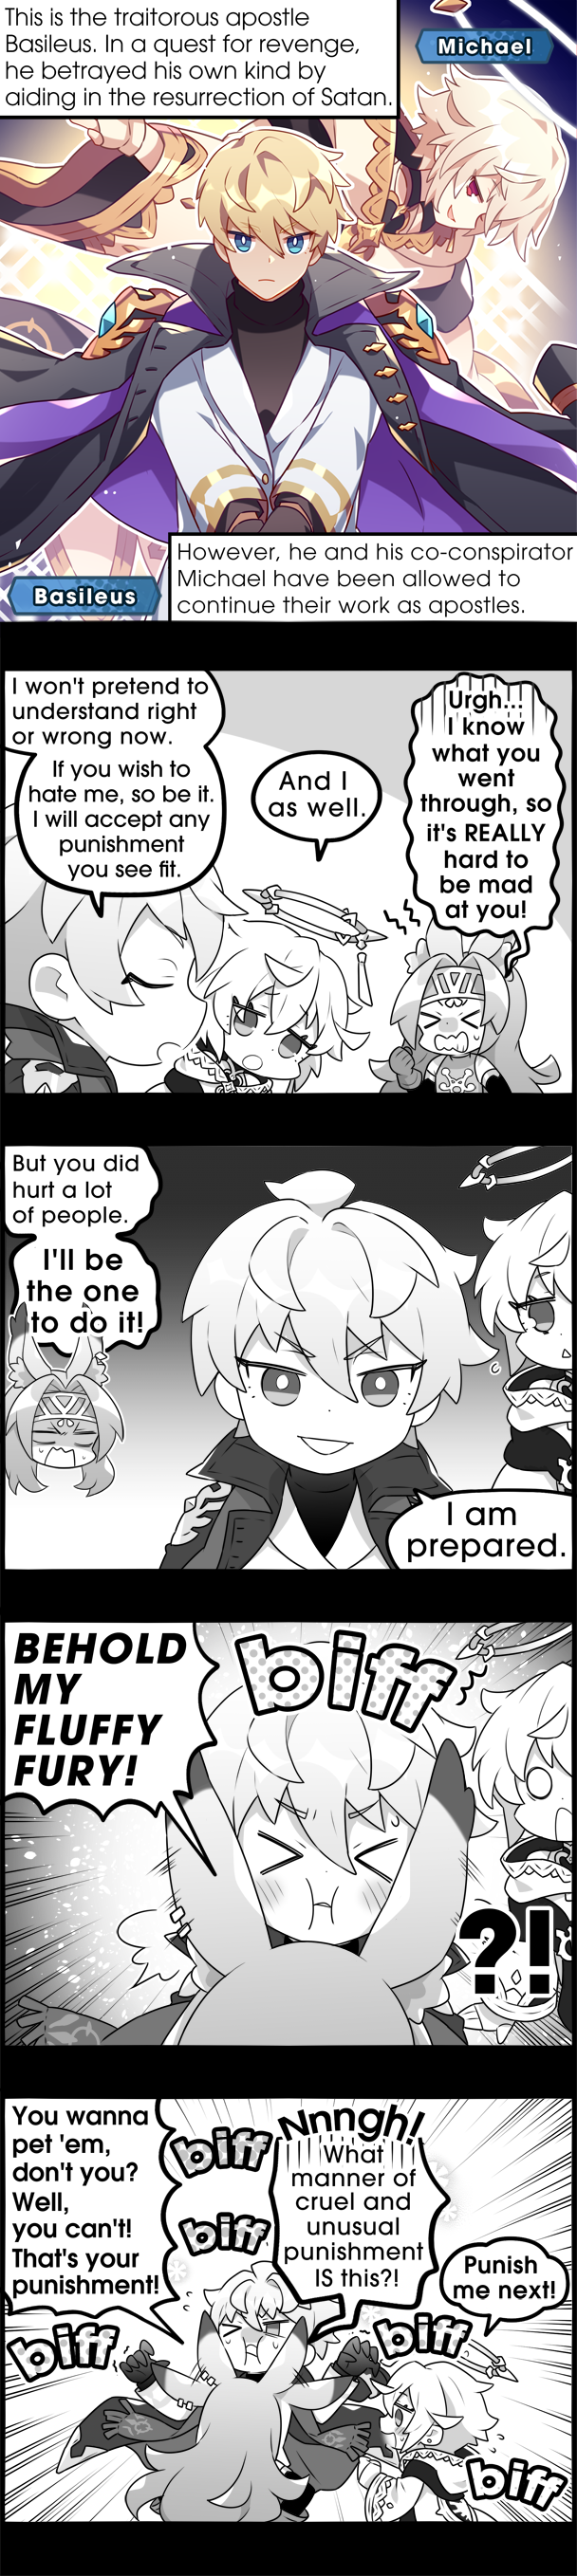 This is the traitorous apostle
Basileus. In a quest for revenge,
he betrayed his own kind by
aiding in the resurrection of Satan.
Michael
However, he and his co-conspirator
Michael have been allowed to
continue their work as apostles.
Basileus
I won't pretend to
understand right
or wrong now.
If you wish to
hate me, so be it.
I will accept any
punishment
you see fit.
And I
as well.
Urgh...
I know
what you
went
through, so
it's REALLY
hard to
be mad
at you!
But you did
hurt a lot
of people.
I'll be
the one
to do it!
I am
prepared.
BEHOLD
MY
FLUFFY
FURY!
biff
?!
You wanna
pet 'em,
don't you?
Well,
you can't!
That's your
punishment!
biff
biff
Nnngh!
What
manner of
cruel and
unusual
punishment
IS this?!
Punish
me next!
biff
biff
biff